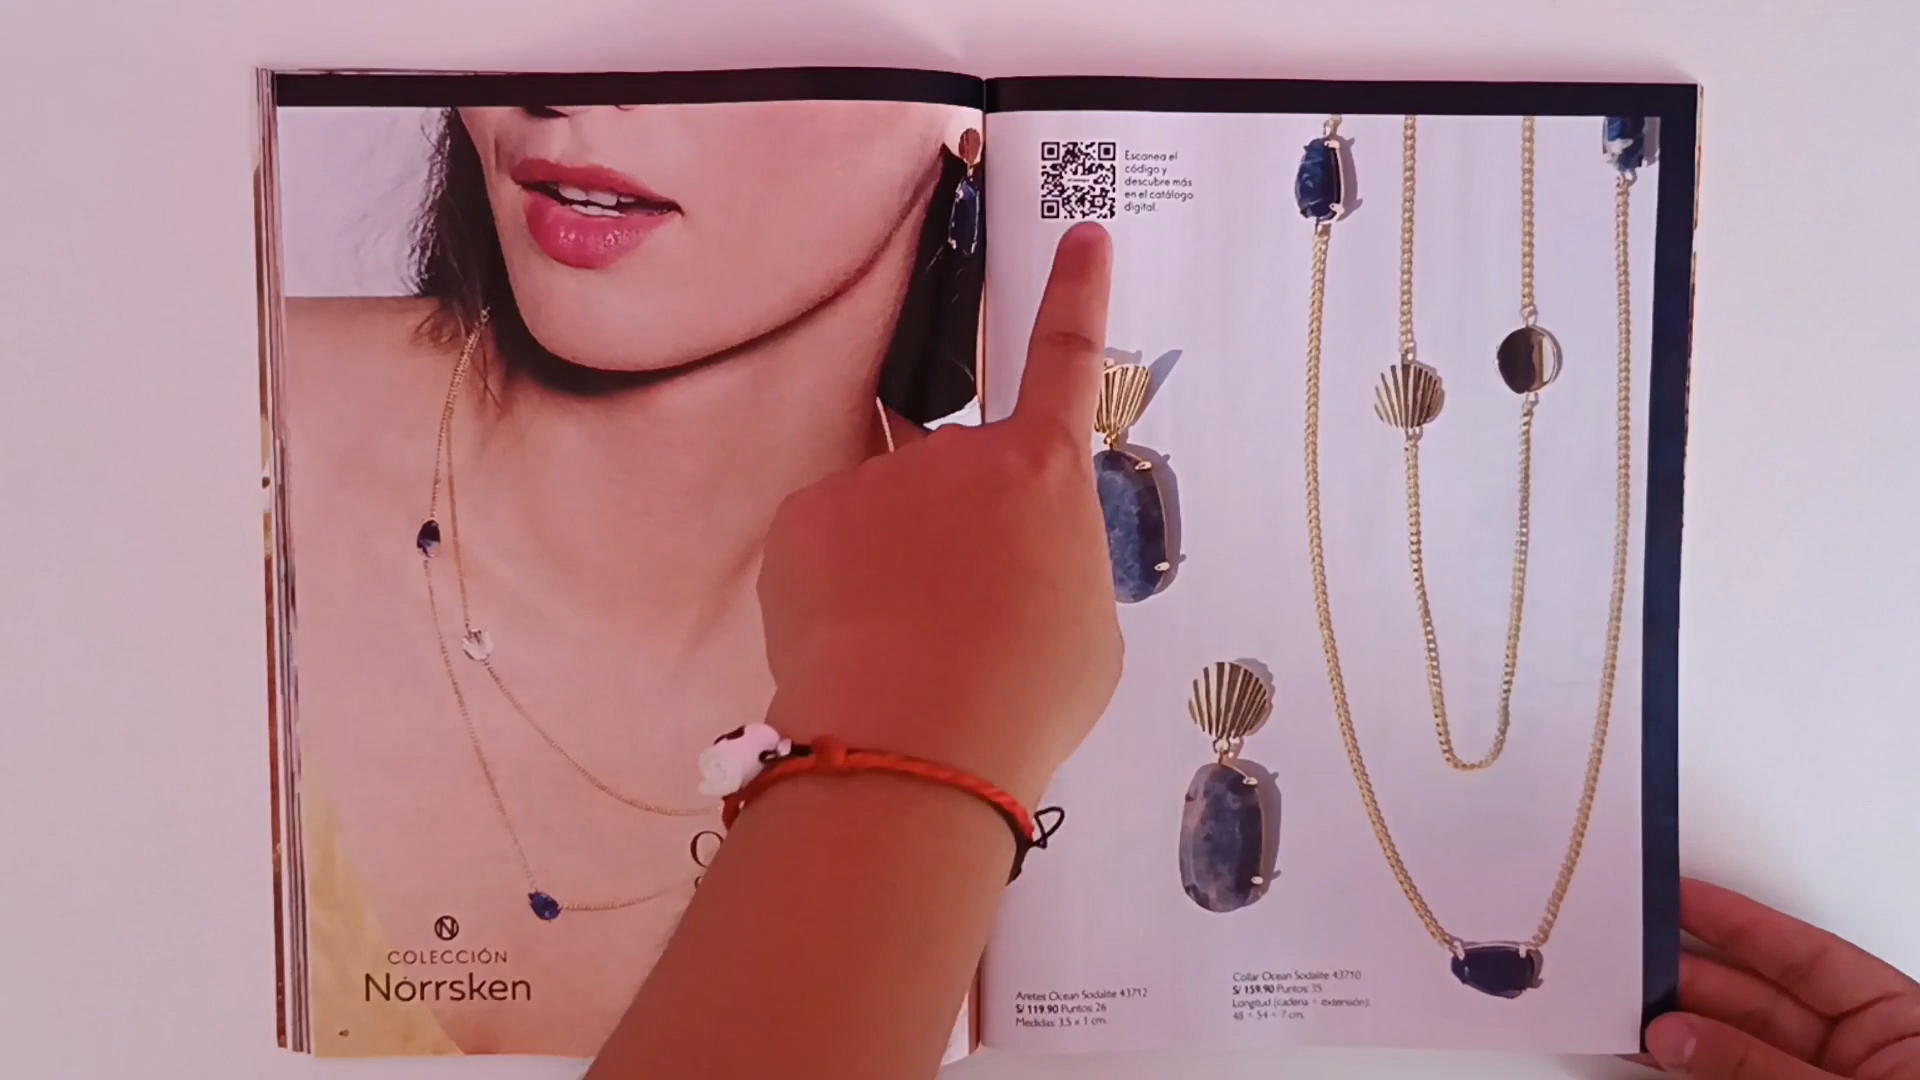 Escanea el
código y
descubre más
en el catálogo
digital.
N
COLECCIÓN
Nórrsken
40
Aretes Ocean Sodalite 43712
S/ 119.90 Puntos 26
Medidas: 3.5 x 1 cm.
Collar Ocean Sodalite 43710
S/ 159.90 Puntos 35
Longitud (cadena + extensión):
48 + 54 + 7 cm.